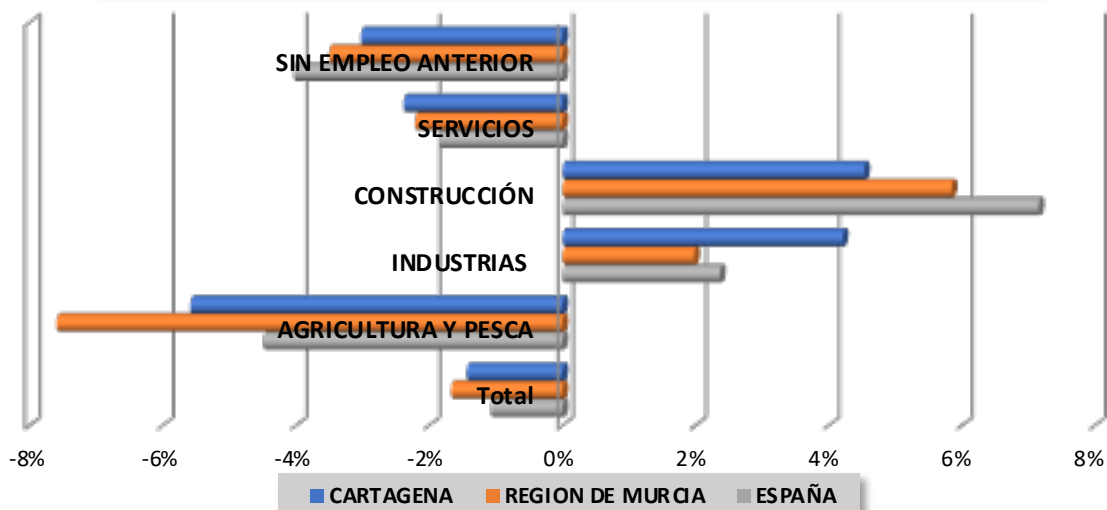 SIN EMPLEO ANTERIOR
SERVICIOS
CONSTRUCCIÓN
INDUSTRIAS
AGRICULTURA Y PESCA
Total
-8% -6% -4% -2% 0% 2% 4% 6% 8%
CARTAGENA REGION DE MURCIA ESPAÑA